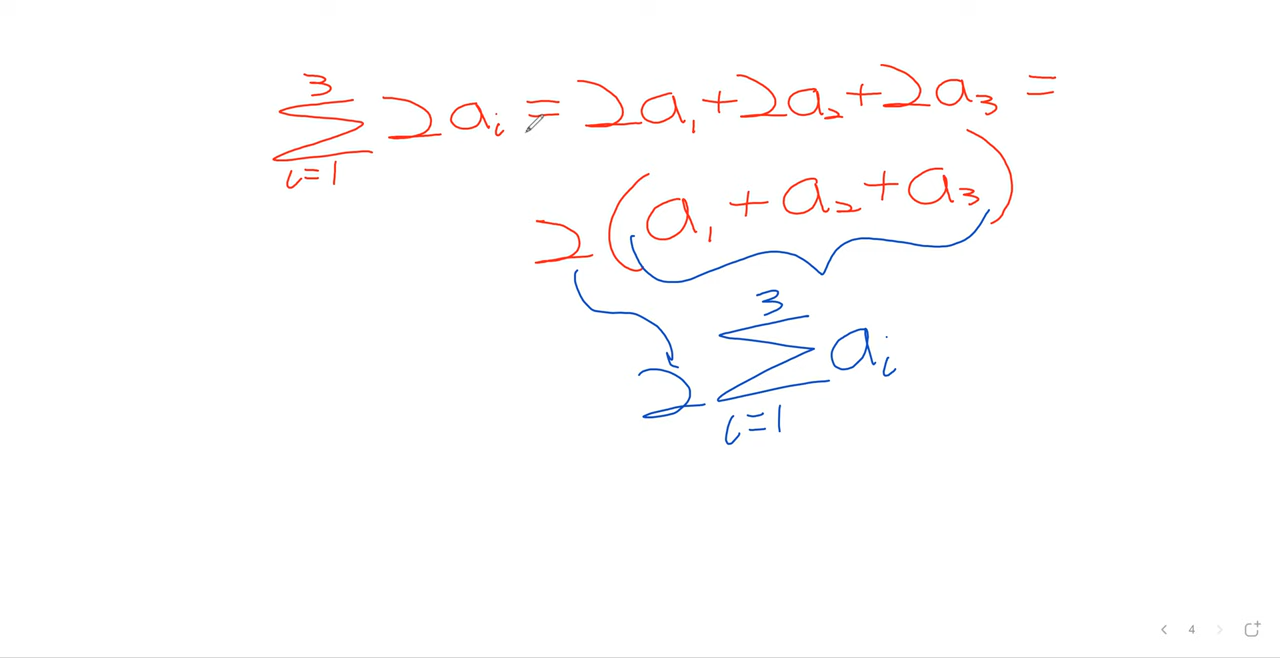 3
∑ 2aᵢ = 2a₁ + 2a₂ + 2a₃ =
i=1
2(a₁ + a₂ + a₃)
3
2 ∑ aᵢ
i=1
4